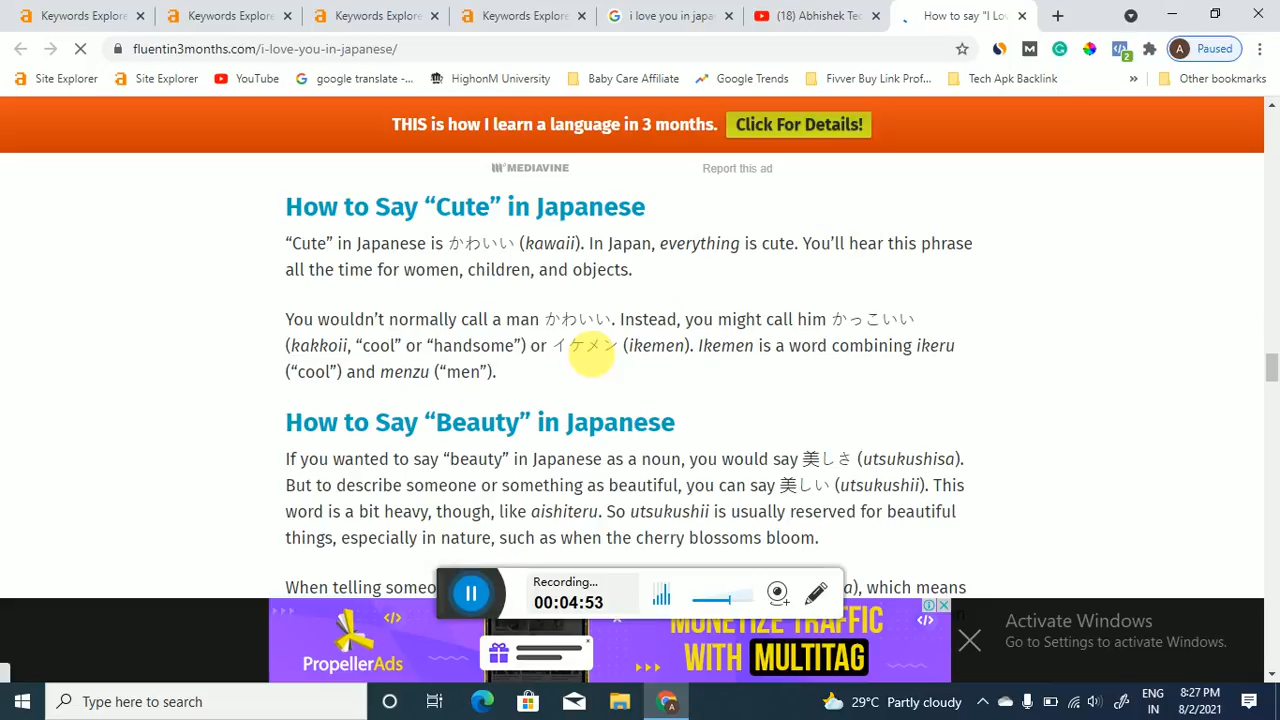 Keywords Explore
Keywords Explore
Keywords Explore
Keywords Explore
i love you in japa
(18) Abhishek Tec
How to say "I Lov
fluentin3months.com/i-love-you-in-japanese/
A Paused
Site Explorer
Site Explorer
YouTube
google translate -...
HighonM University
Baby Care Affiliate
Google Trends
Fivver Buy Link Prof...
Tech Apk Backlink
Other bookmarks
THIS is how I learn a language in 3 months. Click For Details!
MEDIAVINE
Report this ad
How to Say “Cute” in Japanese
“Cute” in Japanese is かわいい (kawaii). In Japan, everything is cute. You’ll hear this phrase
all the time for women, children, and objects.
You wouldn’t normally call a man かわいい. Instead, you might call him かっこいい
(kakkoii, “cool” or “handsome”) or イケメン (ikemen). Ikemen is a word combining ikeru
(“cool”) and menzu (“men”).
How to Say “Beauty” in Japanese
If you wanted to say “beauty” in Japanese as a noun, you would say 美しさ (utsukushisa).
But to describe someone or something as beautiful, you can say 美しい (utsukushii). This
word is a bit heavy, though, like aishiteru. So utsukushii is usually reserved for beautiful
things, especially in nature, such as when the cherry blossoms bloom.
When telling someo
a), which means
Recording...
00:04:53
PropellerAds
MONETIZE TRAFFIC
WITH MULTITAG
Activate Windows
Go to Settings to activate Windows.
Type here to search
29°C Partly cloudy
ENG
IN
8:27 PM
8/2/2021